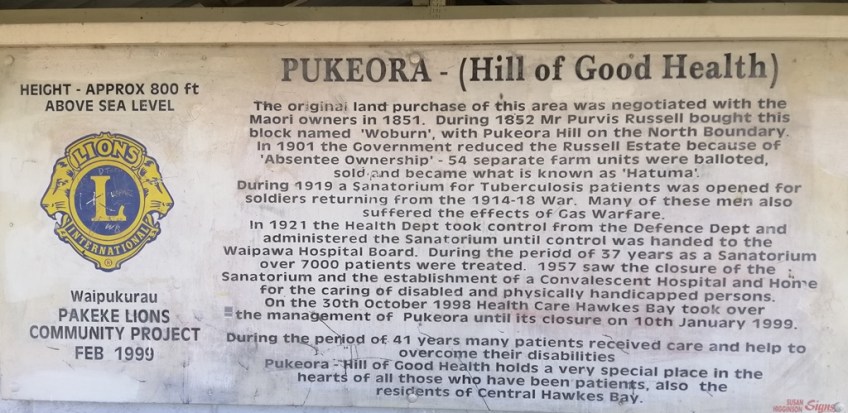 PUKEORA - (Hill of Good Health)
HEIGHT - APPROX 800 ft
ABOVE SEA LEVEL
LIONS
L
INTERNATIONAL
Waipukurau
PAKEKE LIONS
COMMUNITY PROJECT
FEB 1999
The original land purchase of this area was negotiated with the
Maori owners in 1851. During 1852 Mr Purvis Russell bought this
block named 'Woburn', with Pukeora Hill on the North Boundary.
In 1901 the Government reduced the Russell Estate because of
'Absentee Ownership' - 54 separate farm units were balloted,
sold and became what is known as 'Hatuma'.
During 1919 a Sanatorium for Tuberculosis patients was opened for
soldiers returning from the 1914-18 War. Many of these men also
suffered the effects of Gas Warfare.
In 1921 the Health Dept took control from the Defence Dept and
administered the Sanatorium until control was handed to the
Waipawa Hospital Board. During the period of 37 years as a Sanatorium
over 7000 patients were treated. 1957 saw the closure of the
Sanatorium and the establishment of a Convalescent Hospital and Home
for the caring of disabled and physically handicapped persons.
On the 30th October 1998 Health Care Hawkes Bay took over
the management of Pukeora until its closure on 10th January 1999.
During the period of 41 years many patients received care and help to
overcome their disabilities
Pukeora - Hill of Good Health holds a very special place in the
hearts of all those who have been patients, also the
residents of Central Hawkes Bay.
SUSAN
HIGGINSON Signs